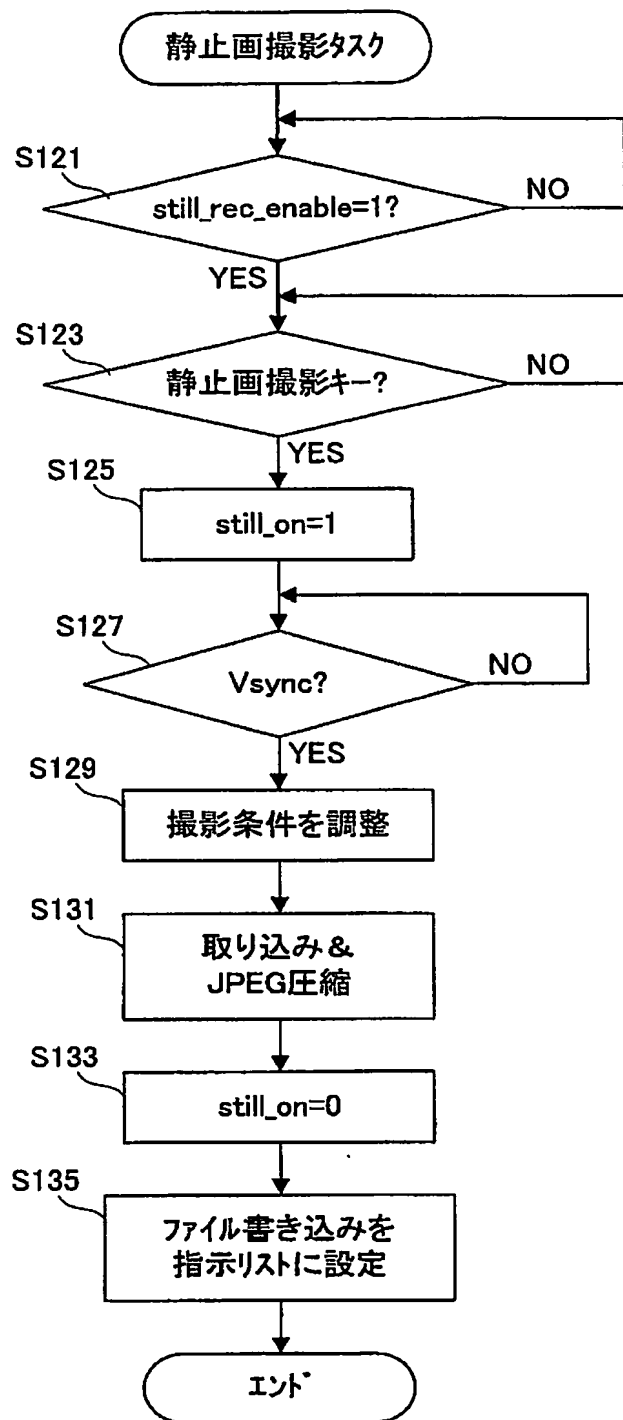 静止画撮影タスク
S121
still_rec_enable=1?
NO
YES
S123
静止画撮影キー?
NO
YES
S125
still_on=1
S127
Vsync?
NO
YES
S129
撮影条件を調整
S131
取り込み&
JPEG圧縮
S133
still_on=0
S135
ファイル書き込みを
指示リストに設定
エンド